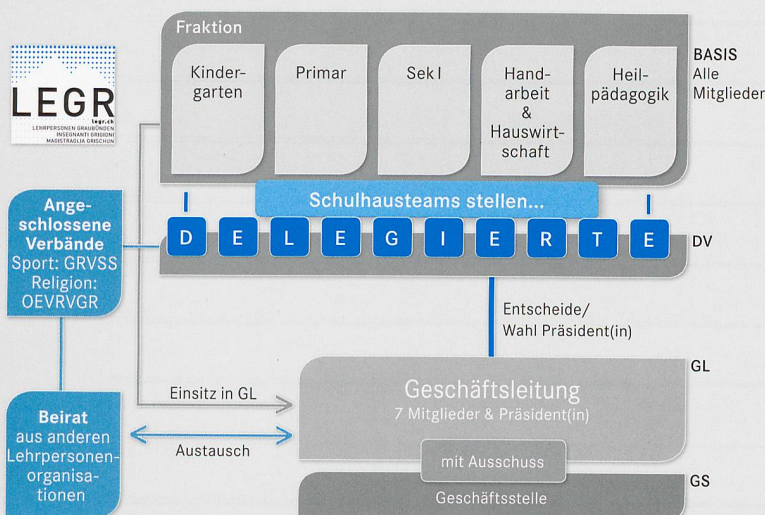 Fraktion
Kinder-
garten
Primar
Sek I
Hand-
arbeit
&
Hauswirt-
schaft
Heil-
pädagogik
BASIS
Alle
Mitglieder
LEGR
legr.ch
LEHRPERSONEN GRAUBÜNDEN
INSEGNANTI GRIGIONI
MAGISTRAGLIA GRISCHUN
Schulhausteams stellen...
DELEGIERTE
DV
Ange-
schlossene
Verbände
Sport: GRVSS
Religion:
OEVRVGR
Entscheide/
Wahl Präsident(in)
GL
Geschäftsleitung
7 Mitglieder & Präsident(in)
Einsitz in GL
Austausch
Beirat
aus anderen
Lehrpersonen-
organisa-
tionen
mit Ausschuss
GS
Geschäftsstelle